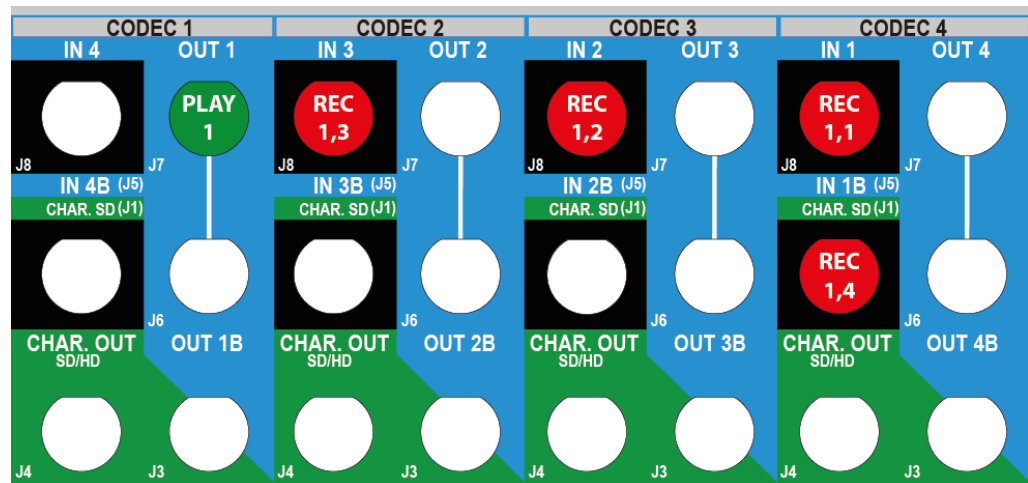 CODEC 1 CODEC 2 CODEC 3 CODEC 4
IN 4 OUT 1 IN 3 OUT 2 IN 2 OUT 3 IN 1 OUT 4
PLAY REC REC REC
1 1,3 1,2 1,1
J8 J7 J8 J7 J8 J7 J8 J7
IN 4B (J5) IN 3B (J5) IN 2B (J5) IN 1B (J5)
CHAR. SD (J1) CHAR. SD (J1) CHAR. SD (J1) CHAR. SD (J1)
REC
1,4
J6 J6 J6 J6
CHAR. OUT OUT 1B CHAR. OUT OUT 2B CHAR. OUT OUT 3B CHAR. OUT OUT 4B
SD/HD SD/HD SD/HD SD/HD
J4 J3 J4 J3 J4 J3 J4 J3